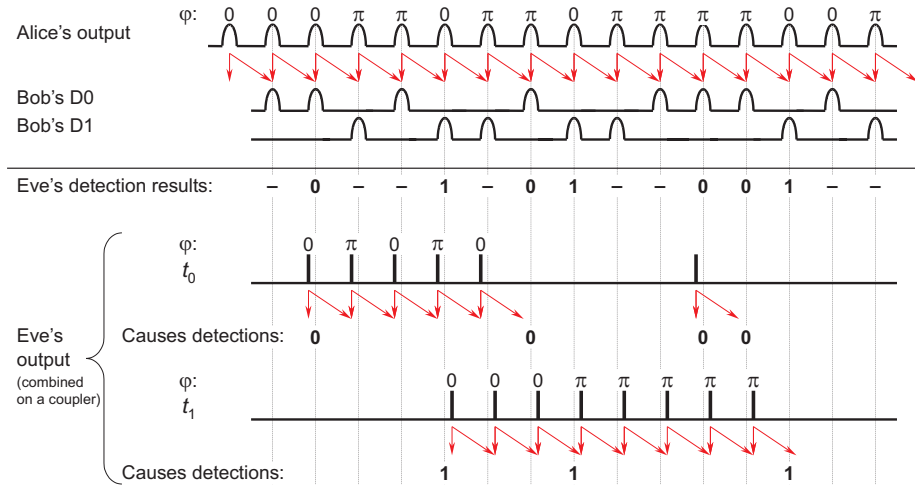 φ: 0 0 0 π π 0 π π 0 π π π 0 0 π
Alice's output
Bob's D0
Bob's D1
Eve's detection results: – 0 – – 1 – 0 1 – – 0 0 1 – –
φ: 0 π 0 π 0
t0
Causes detections: 0 0 0 0
Eve's
output
(combined
on a coupler)
φ: 0 0 0 π π π π π
t1
Causes detections: 1 1 1